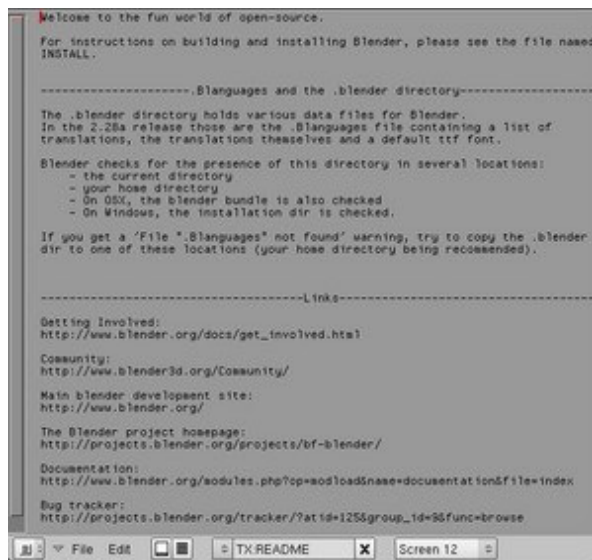 Welcome to the fun world of open-source.
For instructions on building and installing Blender, please see the file named
INSTALL.
---------------------.Blanguages and the .blender directory-------------------
The .blender directory holds various data files for Blender.
In the 2.28a release those are the .Blanguages file containing a list of
translations, the translations themselves and a default ttf font.
Blender checks for the presence of this directory in several locations:
- the current directory
- your home directory
- On OSX, the blender bundle is also checked
- On Windows, the installation dir is checked.
If you get a 'File ".Blanguages" not found' warning, try to copy the .blender
dir to one of these locations (your home directory being recommended).
-------------------------------------Links------------------------------------
Getting Involved:
http://www.blender.org/docs/get_involved.html
Community:
http://www.blender3d.org/Community/
Main blender development site:
http://www.blender.org/
The Blender project homepage:
http://projects.blender.org/projects/bf-blender/
Documentation:
http://www.blender.org/modules.php?op=modload&name=documentation&file=index
Bug tracker:
http://projects.blender.org/tracker/?atid=125&group_id=9&func=browse
File Edit TX:README X Screen 12